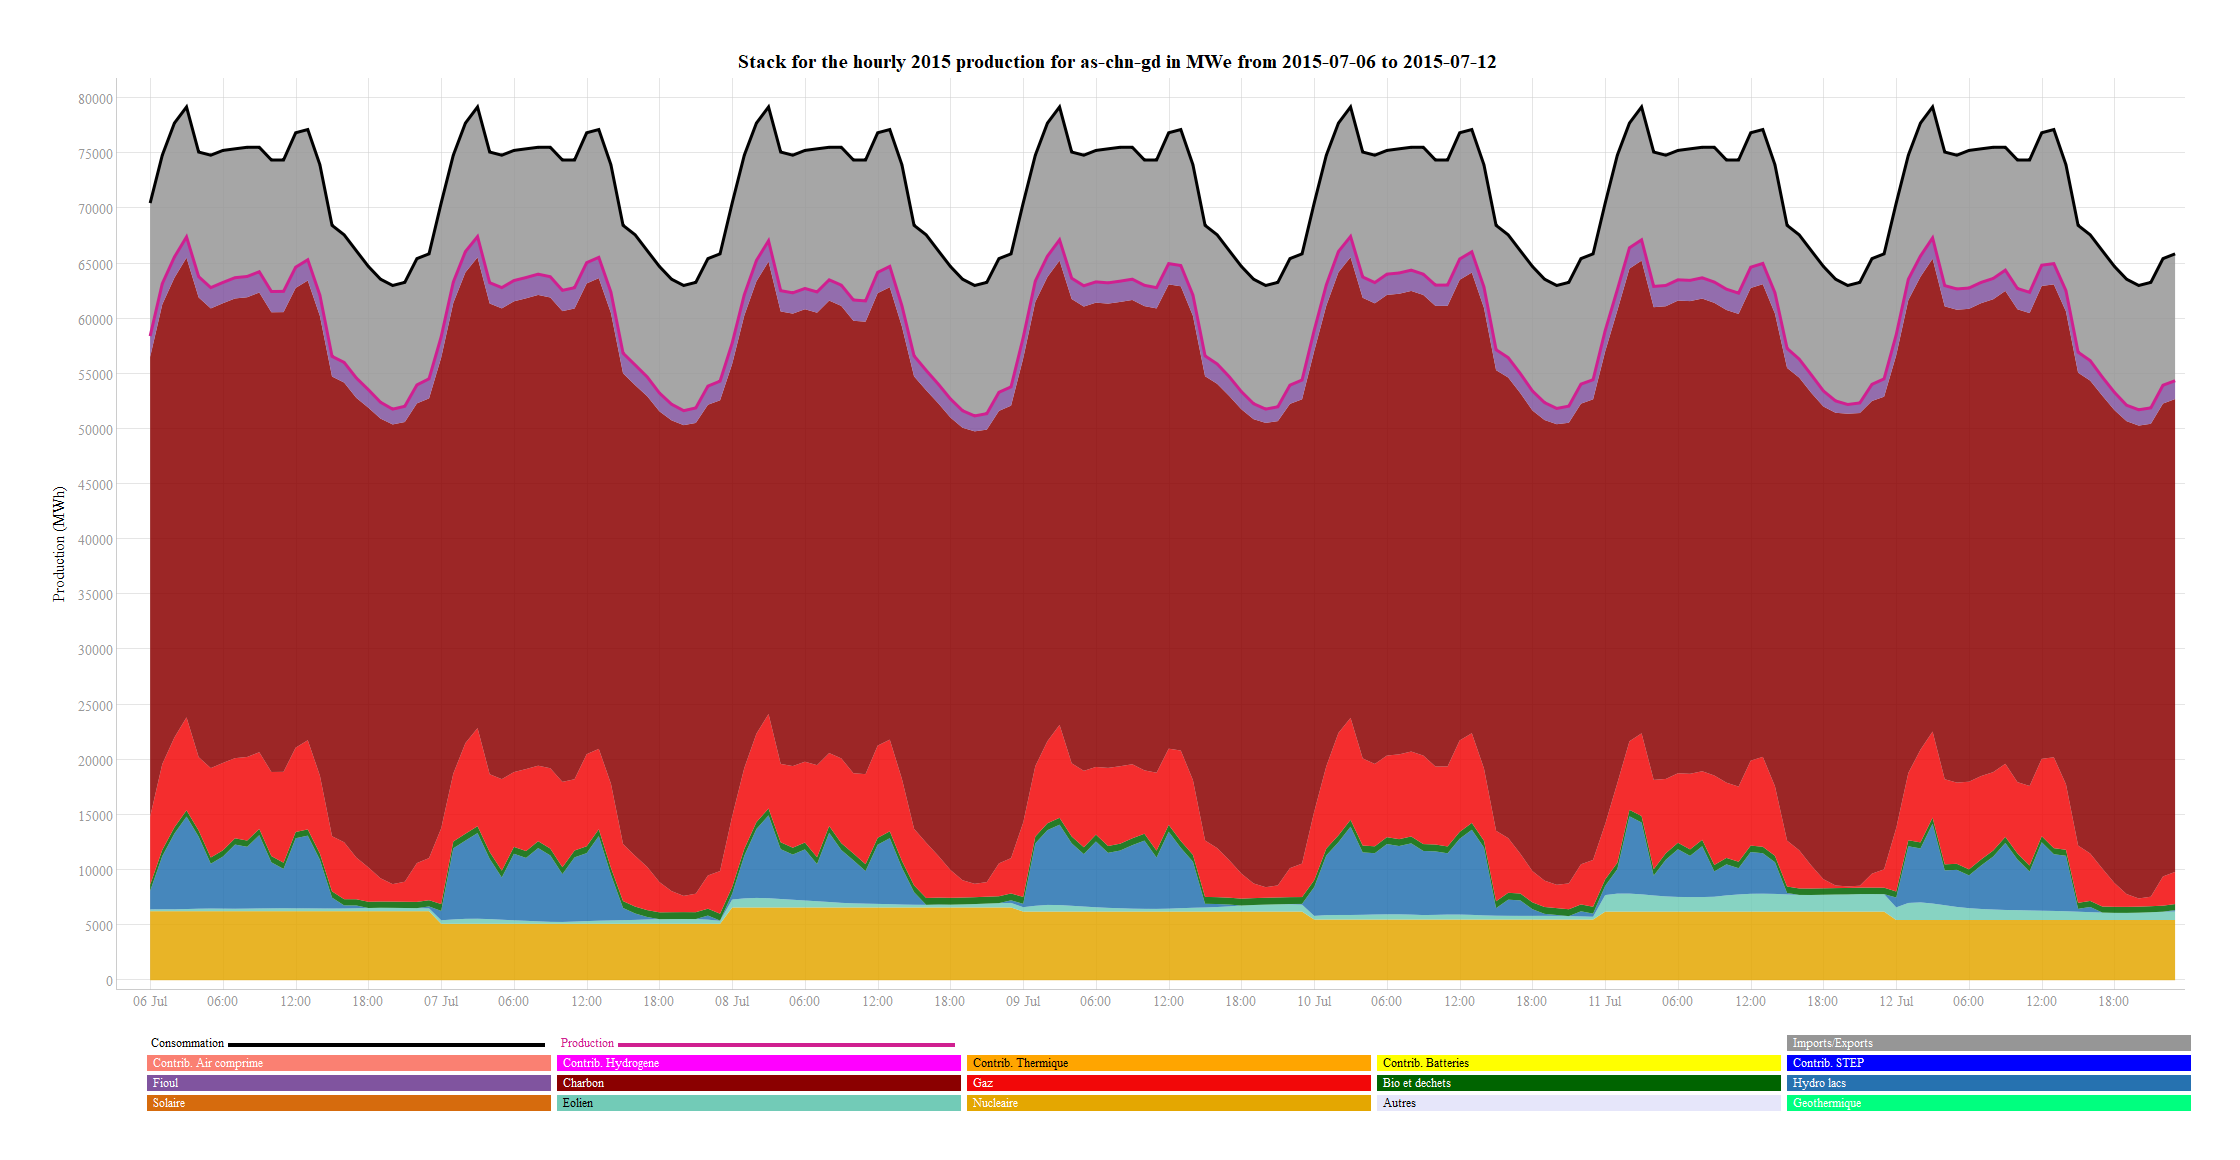 Stack for the hourly 2015 production for as-chn-gd in MWe from 2015-07-06 to 2015-07-12
Production (MWh)
80000
75000
70000
65000
60000
55000
50000
45000
40000
35000
30000
25000
20000
15000
10000
5000
0
06 Jul 06:00 12:00 18:00 07 Jul 06:00 12:00 18:00 08 Jul 06:00 12:00 18:00 09 Jul 06:00 12:00 18:00 10 Jul 06:00 12:00 18:00 11 Jul 06:00 12:00 18:00 12 Jul 06:00 12:00 18:00
Consommation Production Imports/Exports
Contrib. Air comprime Contrib. Hydrogene Contrib. Thermique Contrib. Batteries Contrib. STEP
Fioul Charbon Gaz Bio et dechets Hydro lacs
Solaire Eolien Nucleaire Autres Geothermique